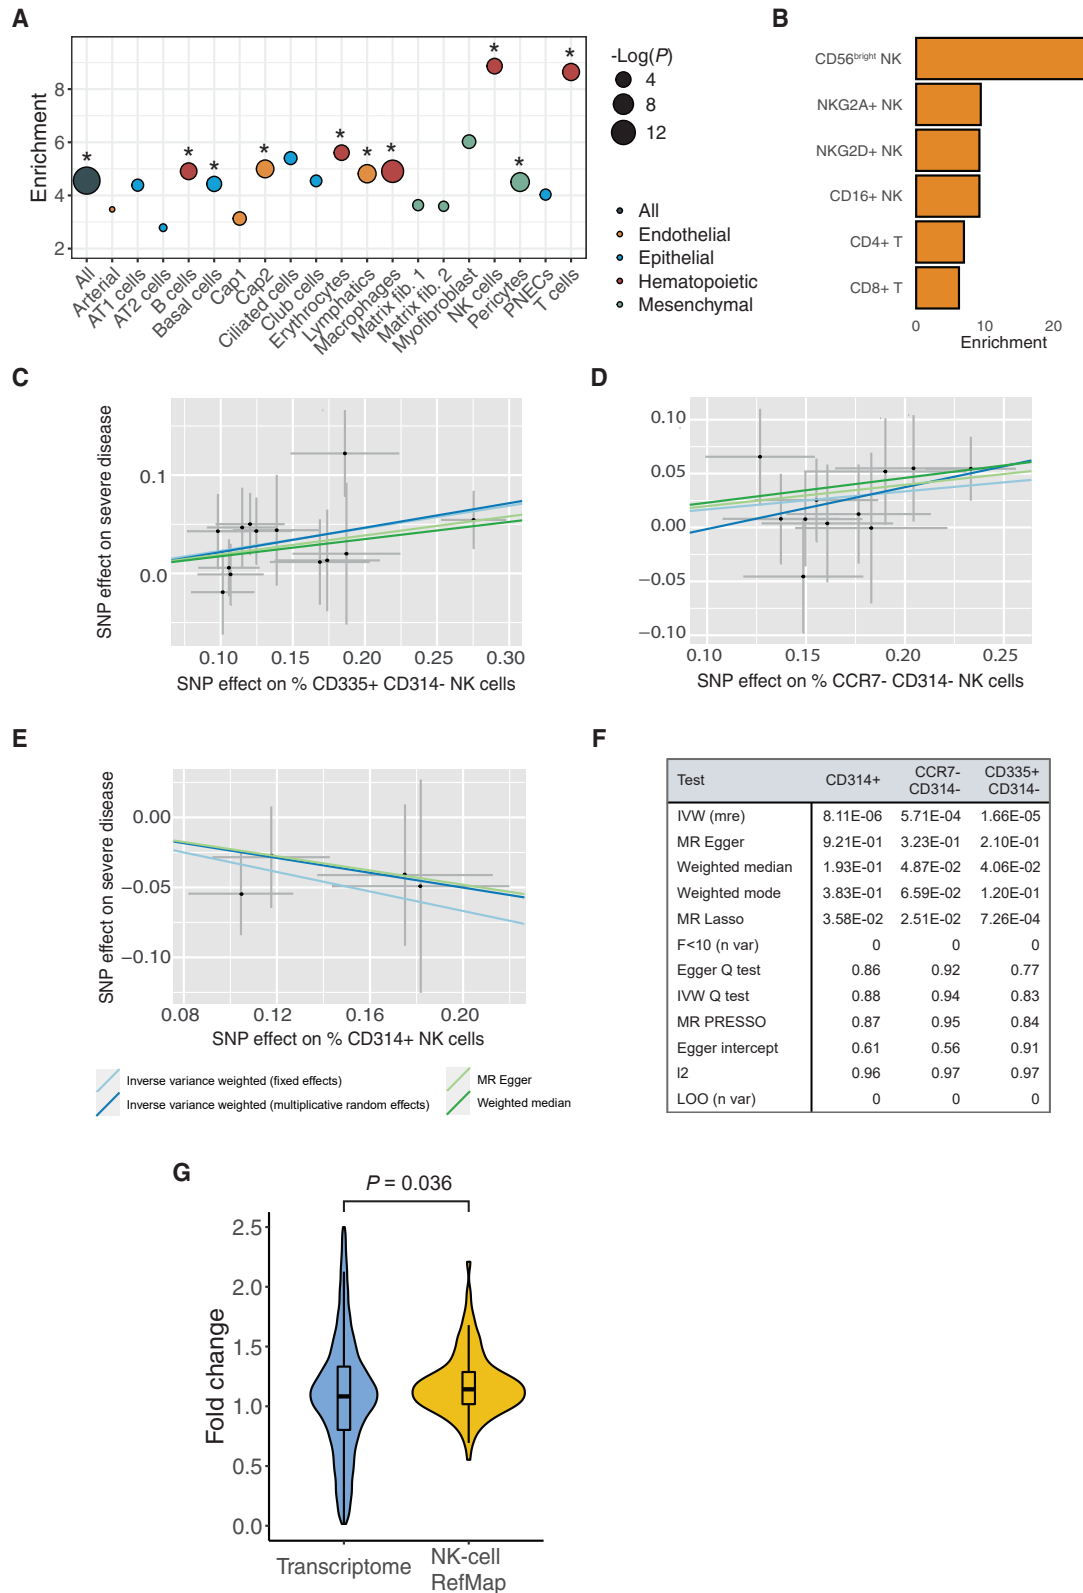 A
Enrichment
8
6
4
2
* * * * * * * * * *
All
Arterial
AT1 cells
AT2 cells
B cells
Basal cells
Cap1
Cap2
Ciliated cells
Club cells
Erythrocytes
Lymphatics
Macrophages
Matrix fib. 1
Matrix fib. 2
Myofibroblast
NK cells
Pericytes
PNECs
T cells
-Log(P)
4
8
12
All
Endothelial
Epithelial
Hematopoietic
Mesenchymal
B
CD56bright NK
NKG2A+ NK
NKG2D+ NK
CD16+ NK
CD4+ T
CD8+ T
0 10 20
Enrichment
C
SNP effect on severe disease
0.1
0.0
0.10 0.15 0.20 0.25 0.30
SNP effect on % CD335+ CD314- NK cells
D
0.10
0.05
0.00
−0.05
−0.10
0.10 0.15 0.20 0.25
SNP effect on % CCR7- CD314- NK cells
E
SNP effect on severe disease
0.00
−0.05
−0.10
0.08 0.12 0.16 0.20
SNP effect on % CD314+ NK cells
Inverse variance weighted (fixed effects)
Inverse variance weighted (multiplicative random effects)
MR Egger
Weighted median
F
Test CD314+ CCR7- CD314- CD335+ CD314-
IVW (mre) 8.11E-06 5.71E-04 1.66E-05
MR Egger 9.21E-01 3.23E-01 2.10E-01
Weighted median 1.93E-01 4.87E-02 4.06E-02
Weighted mode 3.83E-01 6.59E-02 1.20E-01
MR Lasso 3.58E-02 2.51E-02 7.26E-04
F<10 (n var) 0 0 0
Egger Q test 0.86 0.92 0.77
IVW Q test 0.88 0.94 0.83
MR PRESSO 0.87 0.95 0.84
Egger intercept 0.61 0.56 0.91
I2 0.96 0.97 0.97
LOO (n var) 0 0 0
G
P = 0.036
Fold change
2.5
2.0
1.5
1.0
0.5
0.0
Transcriptome
NK-cell
RefMap